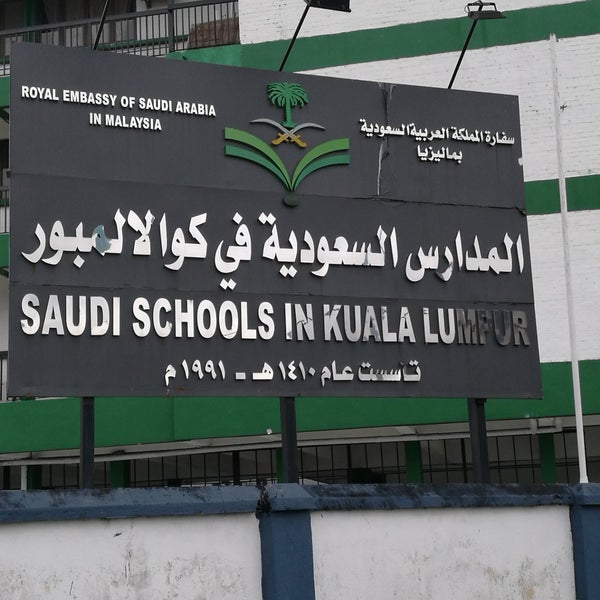 ROYAL EMBASSY OF SAUDI ARABIA
IN MALAYSIA
سفارة المملكة العربية السعودية
بماليزيا
المدارس السعودية في كوالالمبور
SAUDI SCHOOLS IN KUALA LUMPUR
تأسست عام ١٤١٠ هـ - ١٩٩١ م